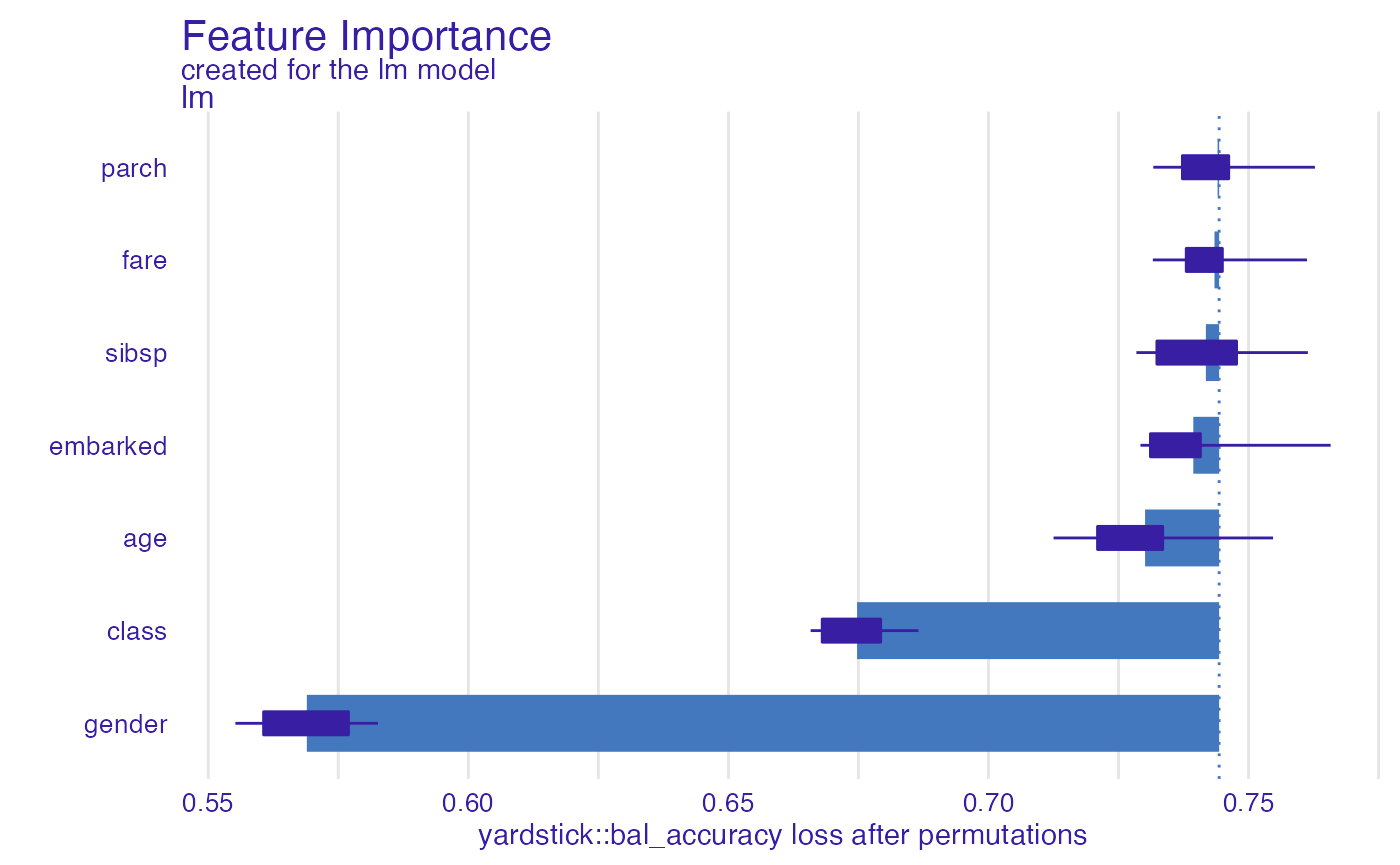 Feature Importance
created for the lm model
lm
parch
fare
sibsp
embarked
age
class
gender
0.55 0.60 0.65 0.70 0.75
yardstick::bal_accuracy loss after permutations